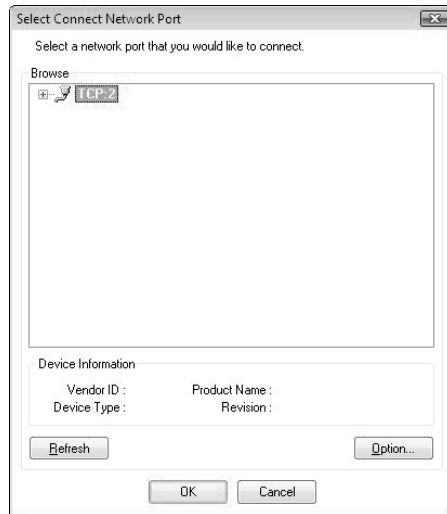 Select Connect Network Port
Select a network port that you would like to connect.
Browse
TCP:2
Device Information
Vendor ID :
Product Name :
Device Type :
Revision :
Refresh
Option...
OK
Cancel